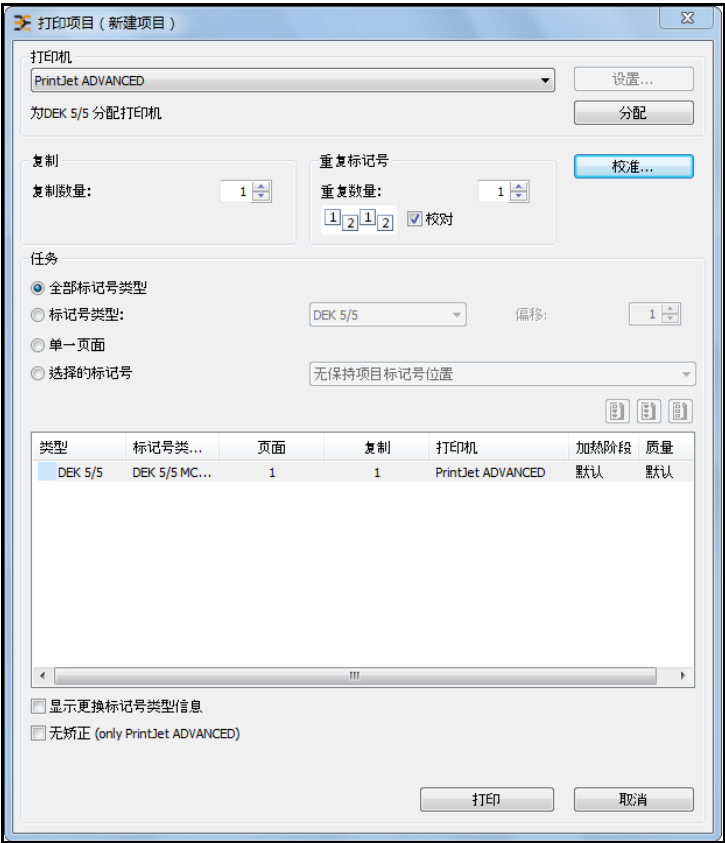 打印项目 ( 新建项目 )
打印机
PrintJet ADVANCED
设置...
为DEK 5/5 分配打印机
分配
复制
重复标记号
校准...
复制数量:
1
重复数量:
1
1 2 1 2
校对
任务
全部标记号类型
标记号类型:
DEK 5/5
偏移:
1
单一页面
选择的标记号
无保持项目标记号位置
类型 标记号类... 页面 复制 打印机 加热阶段 质量
DEK 5/5 DEK 5/5 MC... 1 1 PrintJet ADVANCED 默认 默认
显示更换标记号类型信息
无矫正 (only PrintJet ADVANCED)
打印
取消